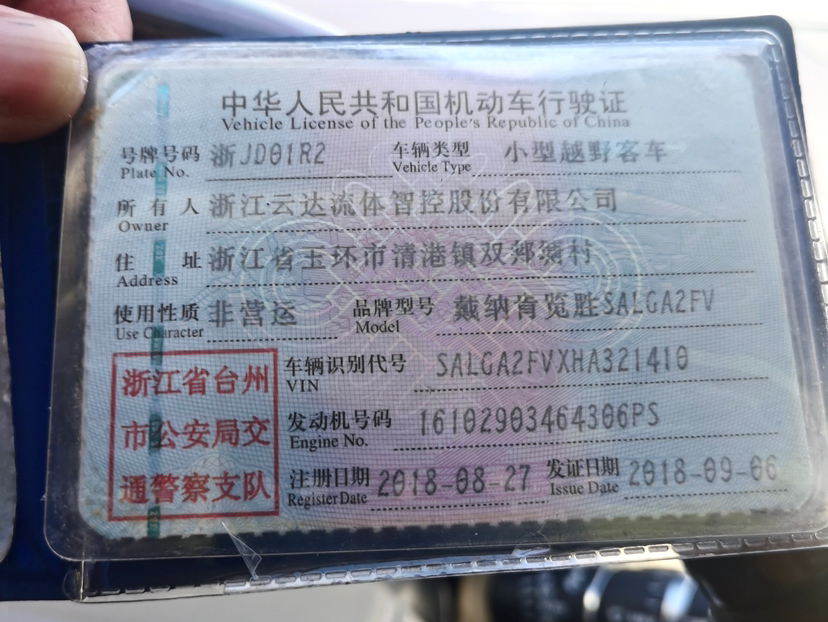 中华人民共和国机动车行驶证
Vehicle License of the People's Republic of China
号牌号码 浙JD01R2 车辆类型 小型越野客车
Plate No. Vehicle Type
所有人 浙江云达流体智控股份有限公司
Owner
住址 浙江省玉环市清港镇双郏塘村
Address
使用性质 非营运 品牌型号 戴纳肯览胜SALGA2FV
Use Character Model
浙江省台州
市公安局交
通警察支队
车辆识别代号 SALGA2FVXHA321410
VIN
发动机号码 16102903464306PS
Engine No.
注册日期 2018-08-27 发证日期 2018-09-06
Register Date Issue Date